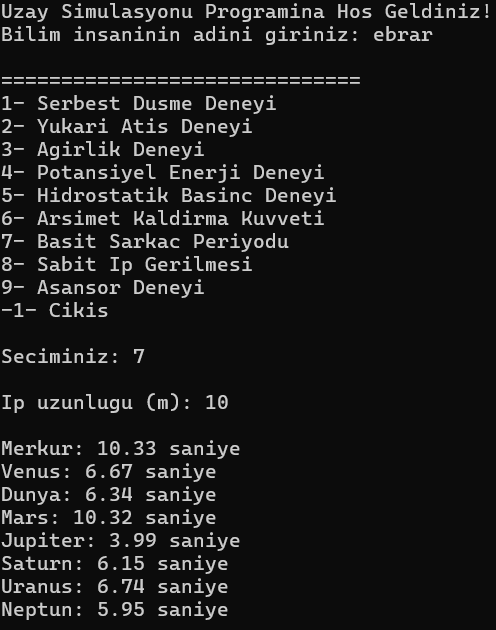 Uzay Simulasyonu Programina Hos Geldiniz!
Bilim insaninin adini giriniz: ebrar
==============================
1- Serbest Dusme Deneyi
2- Yukari Atis Deneyi
3- Agirlik Deneyi
4- Potansiyel Enerji Deneyi
5- Hidrostatik Basinc Deneyi
6- Arsimet Kaldirma Kuvveti
7- Basit Sarkac Periyodu
8- Sabit Ip Gerilmesi
9- Asansor Deneyi
-1- Cikis
Seciminiz: 7
Ip uzunlugu (m): 10
Merkur: 10.33 saniye
Venus: 6.67 saniye
Dunya: 6.34 saniye
Mars: 10.32 saniye
Jupiter: 3.99 saniye
Saturn: 6.15 saniye
Uranus: 6.74 saniye
Neptun: 5.95 saniye